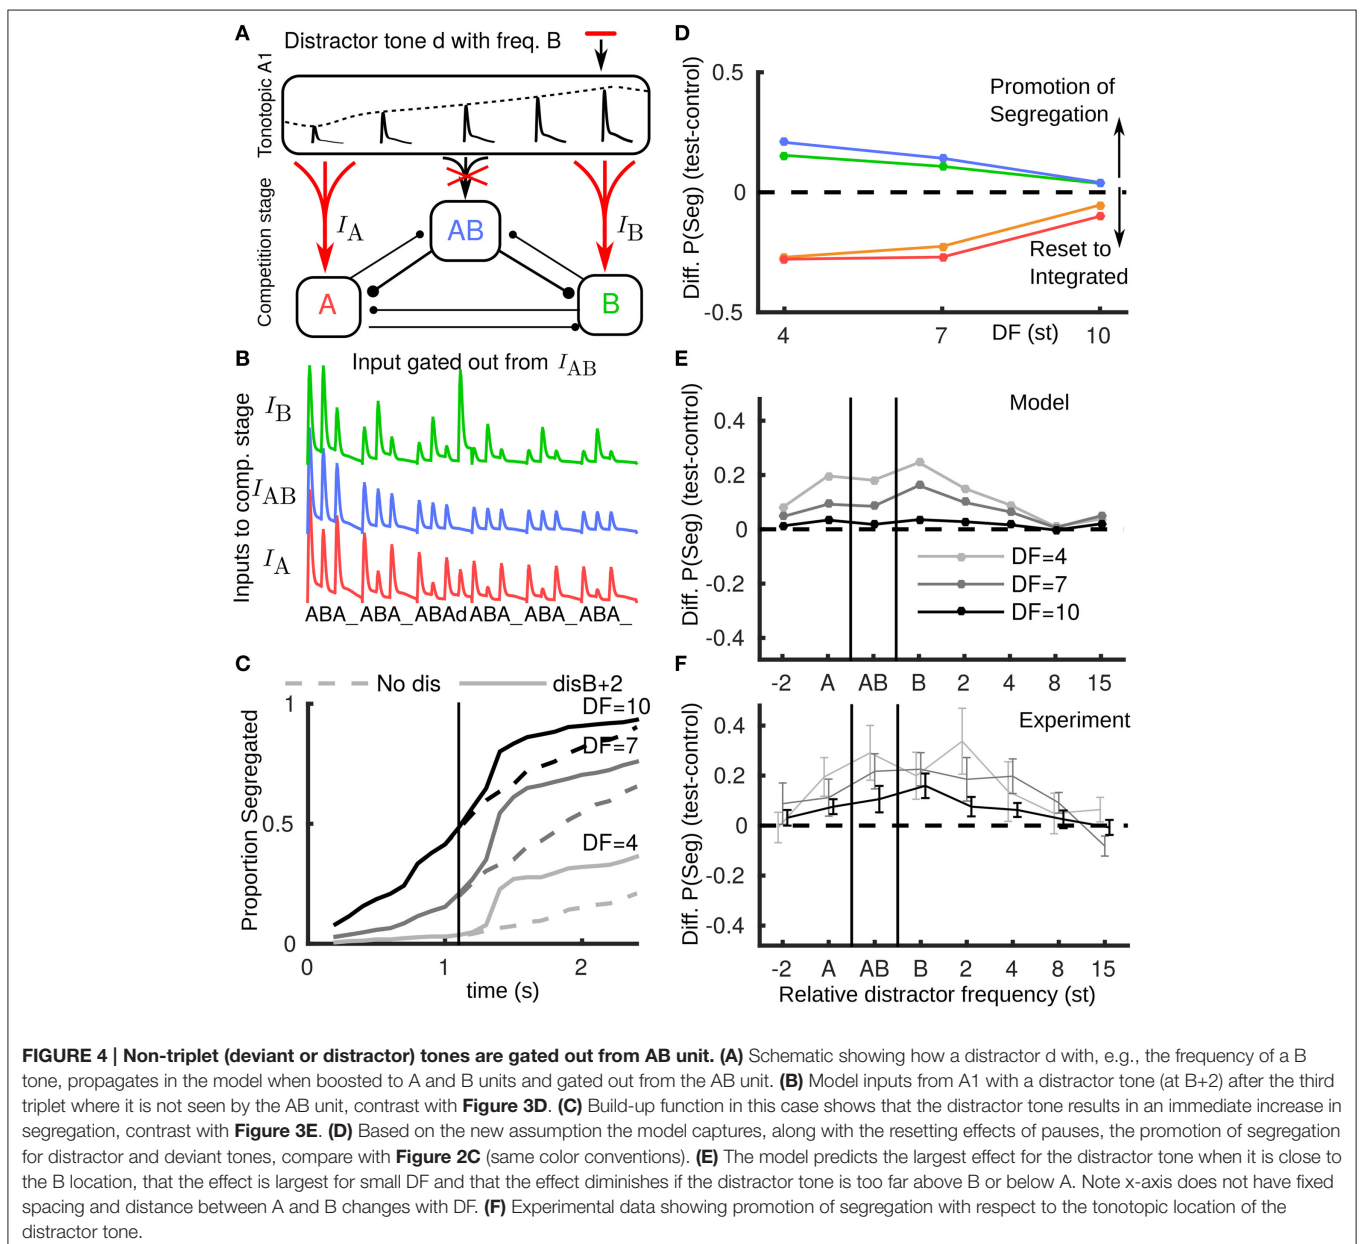 A
Distractor tone d with freq. B
Tonotopic A1
Competition stage
I_A
AB
I_B
A
B
B
Input gated out from I_AB
Inputs to comp. stage
I_B
I_AB
I_A
ABA_ ABA_ ABAd ABA_ ABA_ ABA_
C
No dis
disB+2
Proportion Segregated
1
0.5
0
DF=10
DF=7
DF=4
0 1 2
time (s)
D
Diff. P(Seg) (test-control)
0.5
0
-0.5
Promotion of
Segregation
Reset to
Integrated
4 7 DF (st) 10
E
Diff. P(Seg) (test-control)
Model
0.4
0.2
0
-0.2
-0.4
DF=4
DF=7
DF=10
-2 A AB B 2 4 8 15
F
Diff. P(Seg) (test-control)
Experiment
0.4
0.2
0
-0.2
-0.4
-2 A AB B 2 4 8 15
Relative distractor frequency (st)
FIGURE 4 | Non-triplet (deviant or distractor) tones are gated out from AB unit. (A) Schematic showing how a distractor d with, e.g., the frequency of a B
tone, propagates in the model when boosted to A and B units and gated out from the AB unit. (B) Model inputs from A1 with a distractor tone (at B+2) after the third
triplet where it is not seen by the AB unit, contrast with Figure 3D. (C) Build-up function in this case shows that the distractor tone results in an immediate increase in
segregation, contrast with Figure 3E. (D) Based on the new assumption the model captures, along with the resetting effects of pauses, the promotion of segregation
for distractor and deviant tones, compare with Figure 2C (same color conventions). (E) The model predicts the largest effect for the distractor tone when it is close to
the B location, that the effect is largest for small DF and that the effect diminishes if the distractor tone is too far above B or below A. Note x-axis does not have fixed
spacing and distance between A and B changes with DF. (F) Experimental data showing promotion of segregation with respect to the tonotopic location of the
distractor tone.